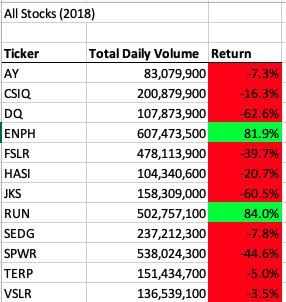 All Stocks (2018)
Ticker Total Daily Volume Return
AY 83,079,900 -7.3%
CSIQ 200,879,900 -16.3%
DQ 107,873,900 -62.6%
ENPH 607,473,500 81.9%
FSLR 478,113,900 -39.7%
HASI 104,340,600 -20.7%
JKS 158,309,000 -60.5%
RUN 502,757,100 84.0%
SEDG 237,212,300 -7.8%
SPWR 538,024,300 -44.6%
TERP 151,434,700 -5.0%
VSLR 136,539,100 -3.5%